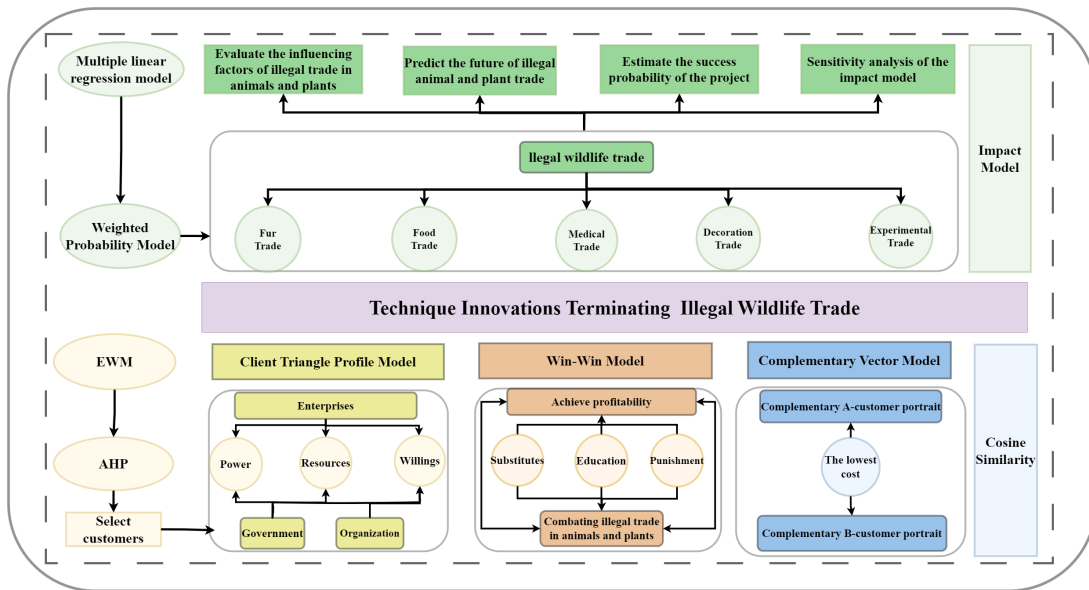 Multiple linear
regression model
Evaluate the influencing
factors of illegal trade in
animals and plants
Predict the future of illegal
animal and plant trade
Estimate the success
probability of the project
Sensitivity analysis of the
impact model
Impact
Model
llegal wildlife trade
Weighted
Probability Model
Fur
Trade
Food
Trade
Medical
Trade
Decoration
Trade
Experimental
Trade
Technique Innovations Terminating Illegal Wildlife Trade
EWM
AHP
Select
customers
Client Triangle Profile Model
Enterprises
Power
Resources
Willings
Government
Organization
Win-Win Model
Achieve profitability
Substitutes
Education
Punishment
Combating illegal trade
in animals and plants
Complementary Vector Model
Complementary A-customer portrait
The lowest
cost
Complementary B-customer portrait
Cosine
Similarity